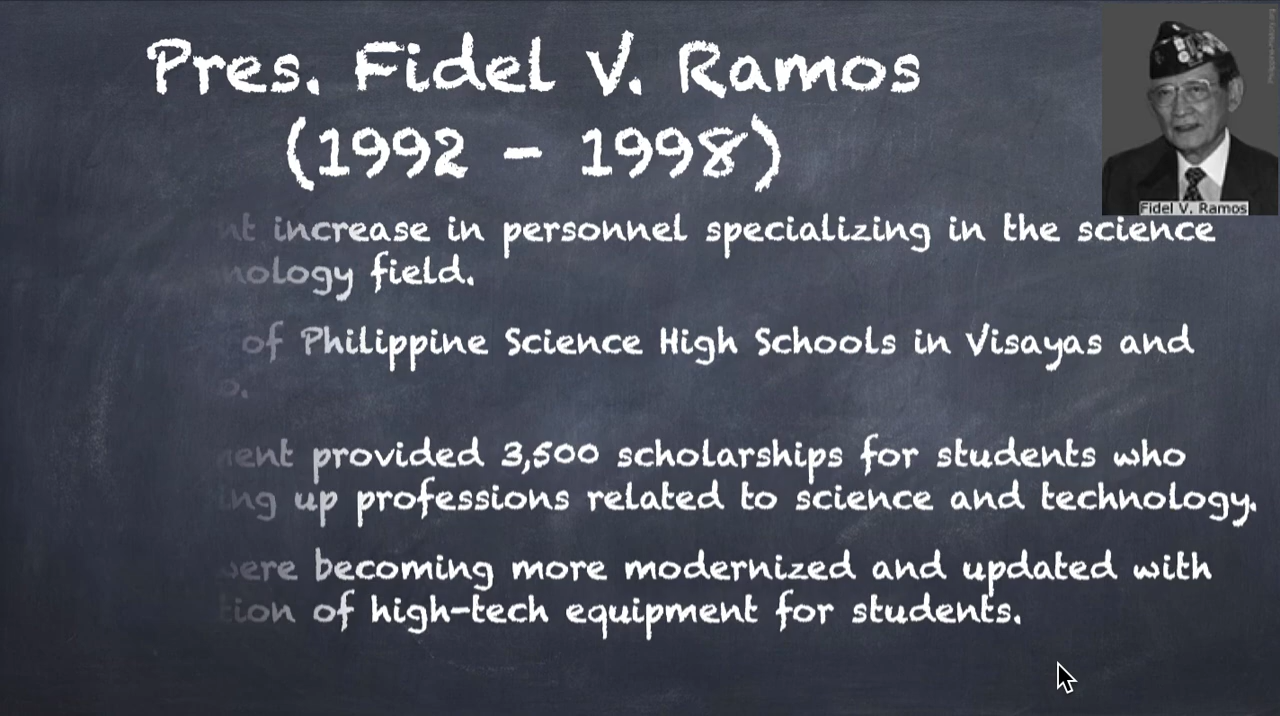 Pres. Fidel V. Ramos
(1992 - 1998)
Fidel V. Ramos
increase in personnel specializing in the science
field.
of Philippine Science High Schools in Visayas and
provided 3,500 scholarships for students who
up professions related to science and technology.
becoming more modernized and updated with
of high-tech equipment for students.